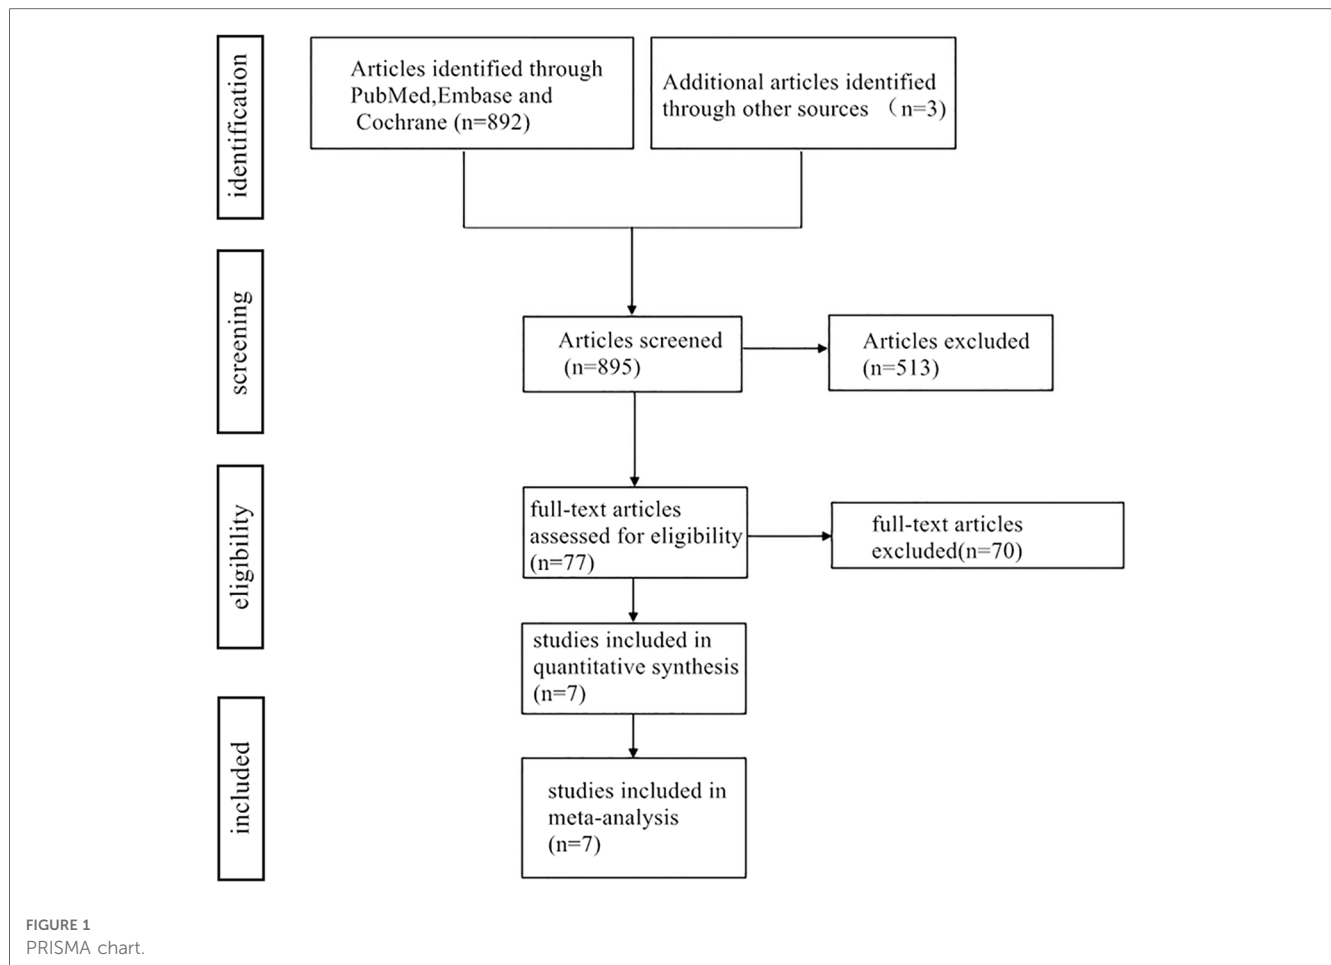 identification
Articles identified through
PubMed,Embase and
Cochrane (n=892)
Additional articles identified
through other sources （n=3)
screening
Articles screened
(n=895)
Articles excluded
(n=513)
eligibility
full-text articles
assessed for eligibility
(n=77)
full-text articles
excluded(n=70)
studies included in
quantitative synthesis
(n=7)
included
studies included in
meta-analysis
(n=7)
FIGURE 1
PRISMA chart.